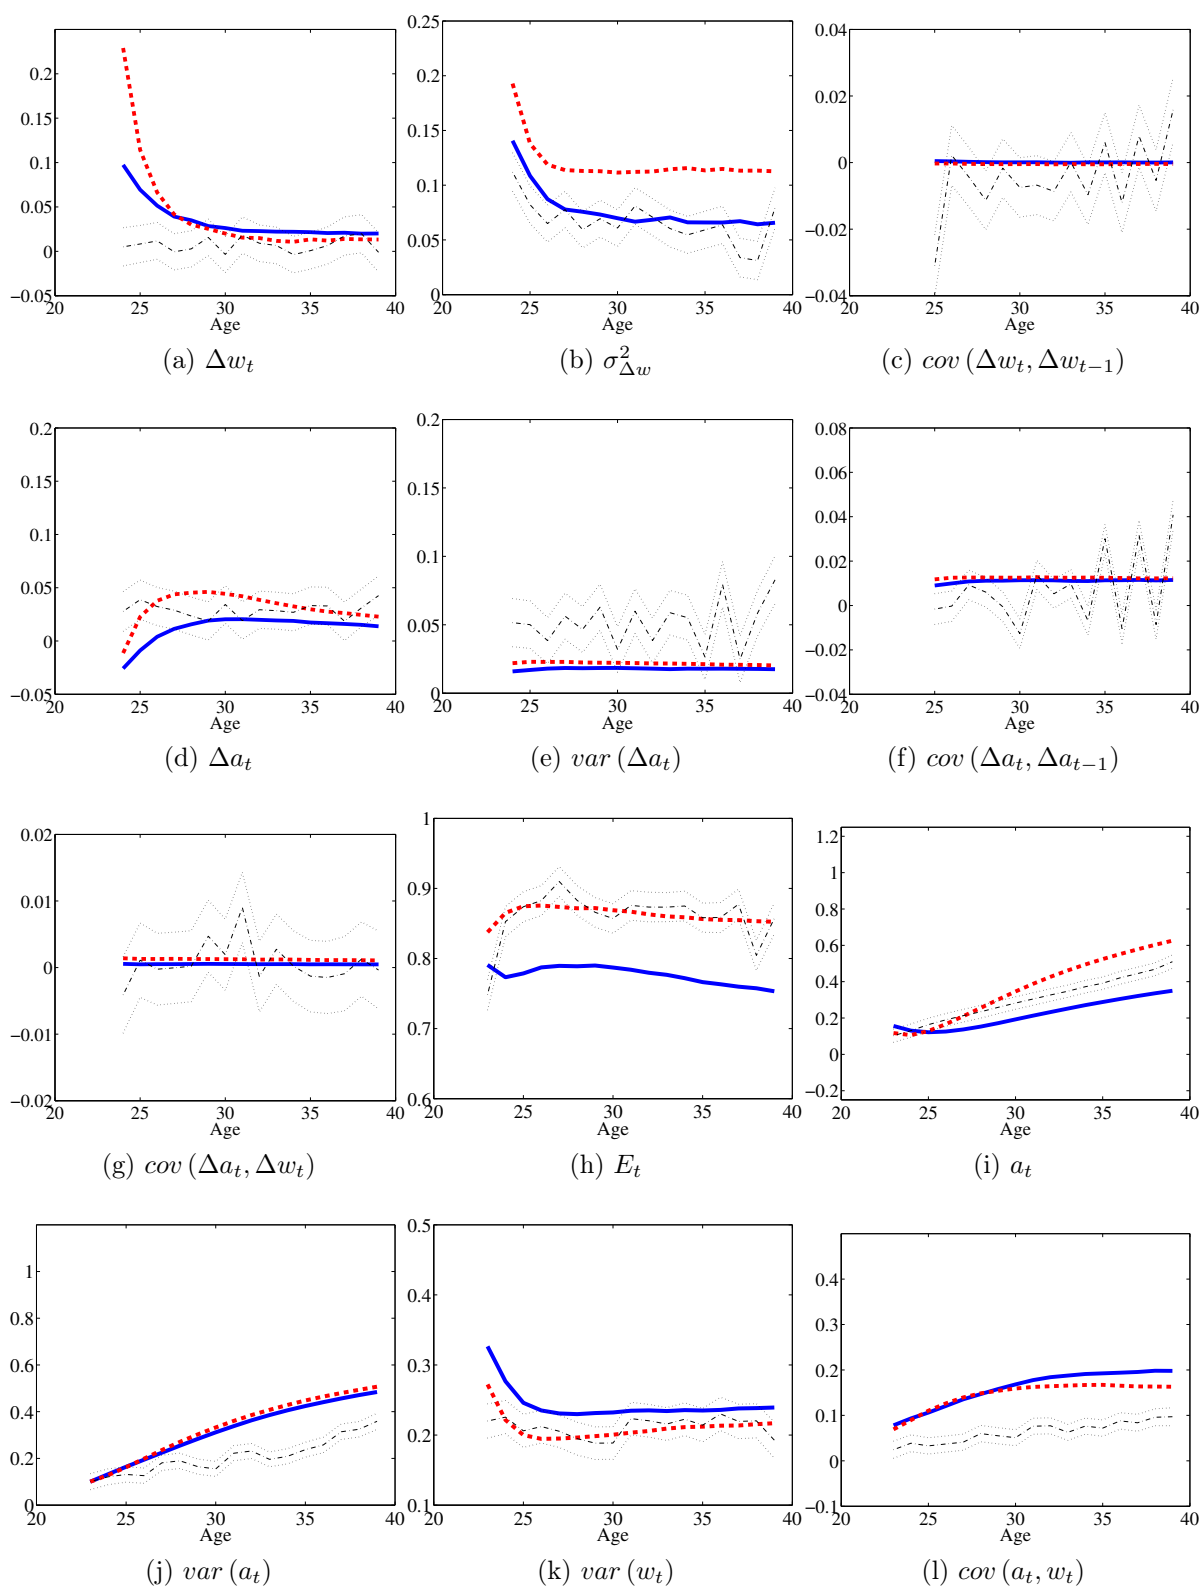 0.2
0.15
0.1
0.05
0
−0.05
20 25 30 35 40
Age
(a) Δw_t
0.25
0.2
0.15
0.1
0.05
0
20 25 30 35 40
Age
(b) σ²_Δw
0.04
0.02
0
−0.02
−0.04
20 25 30 35 40
Age
(c) cov (Δw_t, Δw_{t−1})
0.2
0.15
0.1
0.05
0
−0.05
20 25 30 35 40
Age
(d) Δa_t
0.2
0.15
0.1
0.05
0
20 25 30 35 40
Age
(e) var (Δa_t)
0.08
0.06
0.04
0.02
0
−0.02
−0.04
20 25 30 35 40
Age
(f) cov (Δa_t, Δa_{t−1})
0.02
0.01
0
−0.01
−0.02
20 25 30 35 40
Age
(g) cov (Δa_t, Δw_t)
1
0.9
0.8
0.7
0.6
20 25 30 35 40
Age
(h) E_t
1.2
1
0.8
0.6
0.4
0.2
0
−0.2
20 25 30 35 40
Age
(i) a_t
1
0.8
0.6
0.4
0.2
0
20 25 30 35 40
Age
(j) var (a_t)
0.5
0.4
0.3
0.2
0.1
20 25 30 35 40
Age
(k) var (w_t)
0.4
0.3
0.2
0.1
0
−0.1
20 25 30 35 40
Age
(l) cov (a_t, w_t)